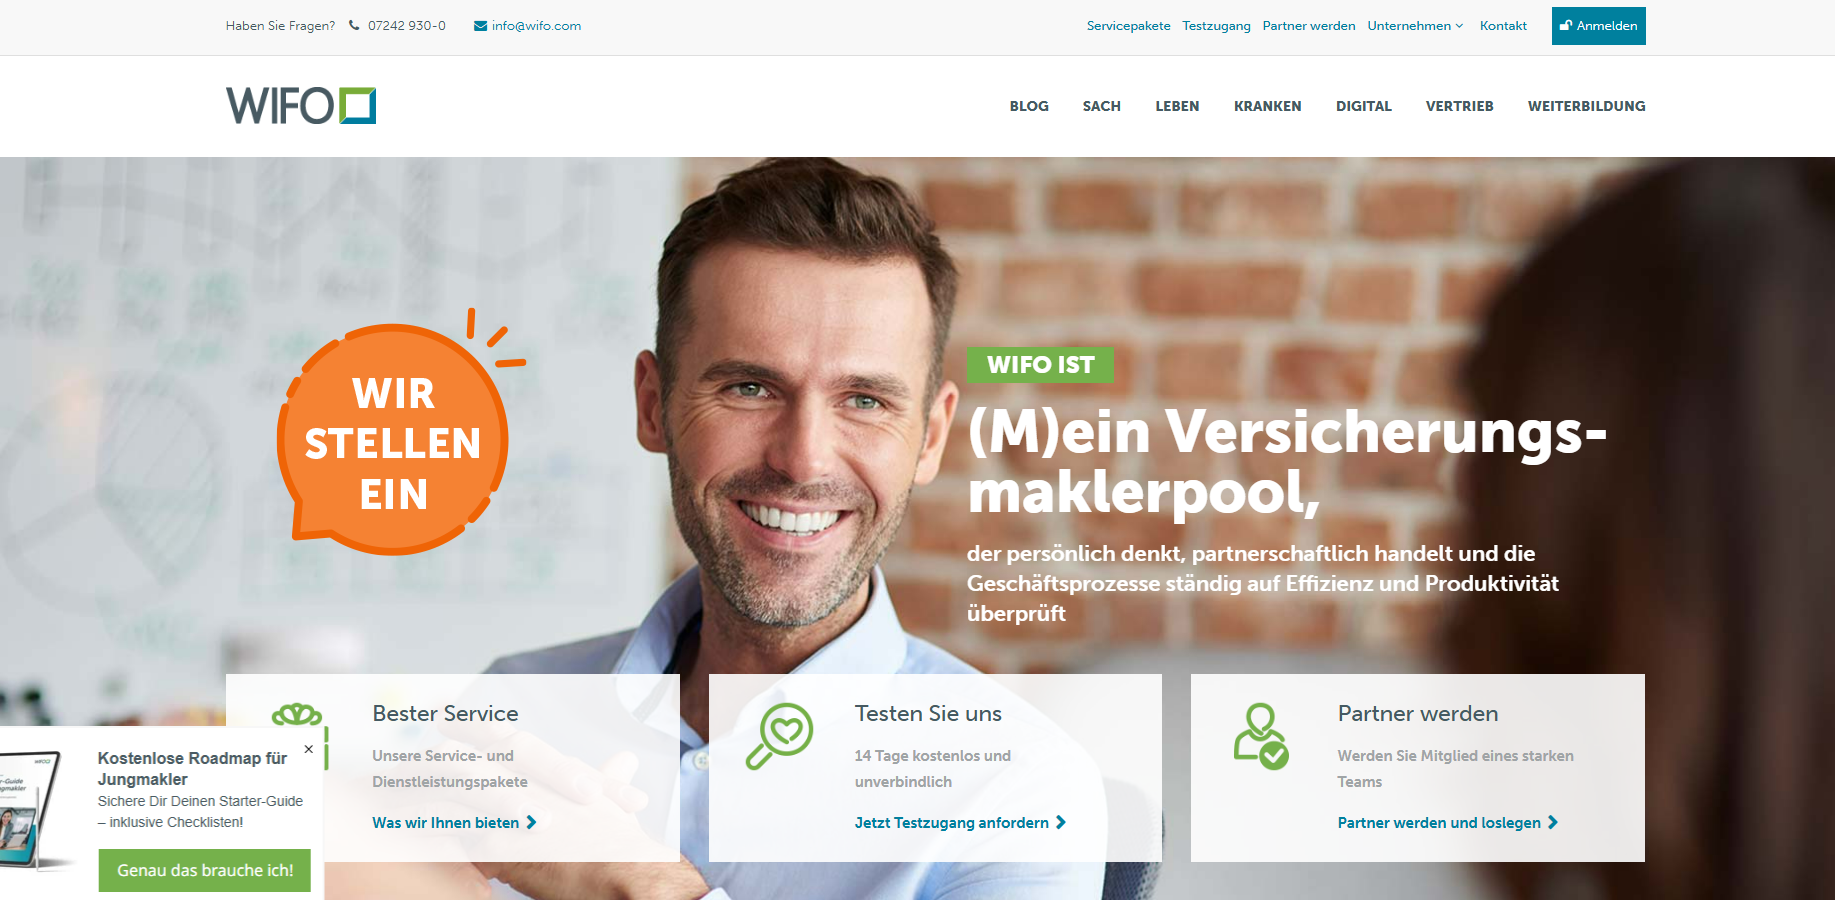 Haben Sie Fragen? 07242 930-0 info@wifo.com
Servicepakete Testzugang Partner werden Unternehmen Kontakt Anmelden
WIFO
BLOG SACH LEBEN KRANKEN DIGITAL VERTRIEB WEITERBILDUNG
WIR
STELLEN
EIN
WIFO IST
(M)ein Versicherungs-
maklerpool,
der persönlich denkt, partnerschaftlich handelt und die
Geschäftsprozesse ständig auf Effizienz und Produktivität
überprüft
Bester Service
Unsere Service- und
Dienstleistungspakete
Was wir Ihnen bieten
Testen Sie uns
14 Tage kostenlos und
unverbindlich
Jetzt Testzugang anfordern
Partner werden
Werden Sie Mitglied eines starken
Teams
Partner werden und loslegen
Kostenlose Roadmap für
Jungmakler
Sichere Dir Deinen Starter-Guide
– inklusive Checklisten!
Genau das brauche ich!